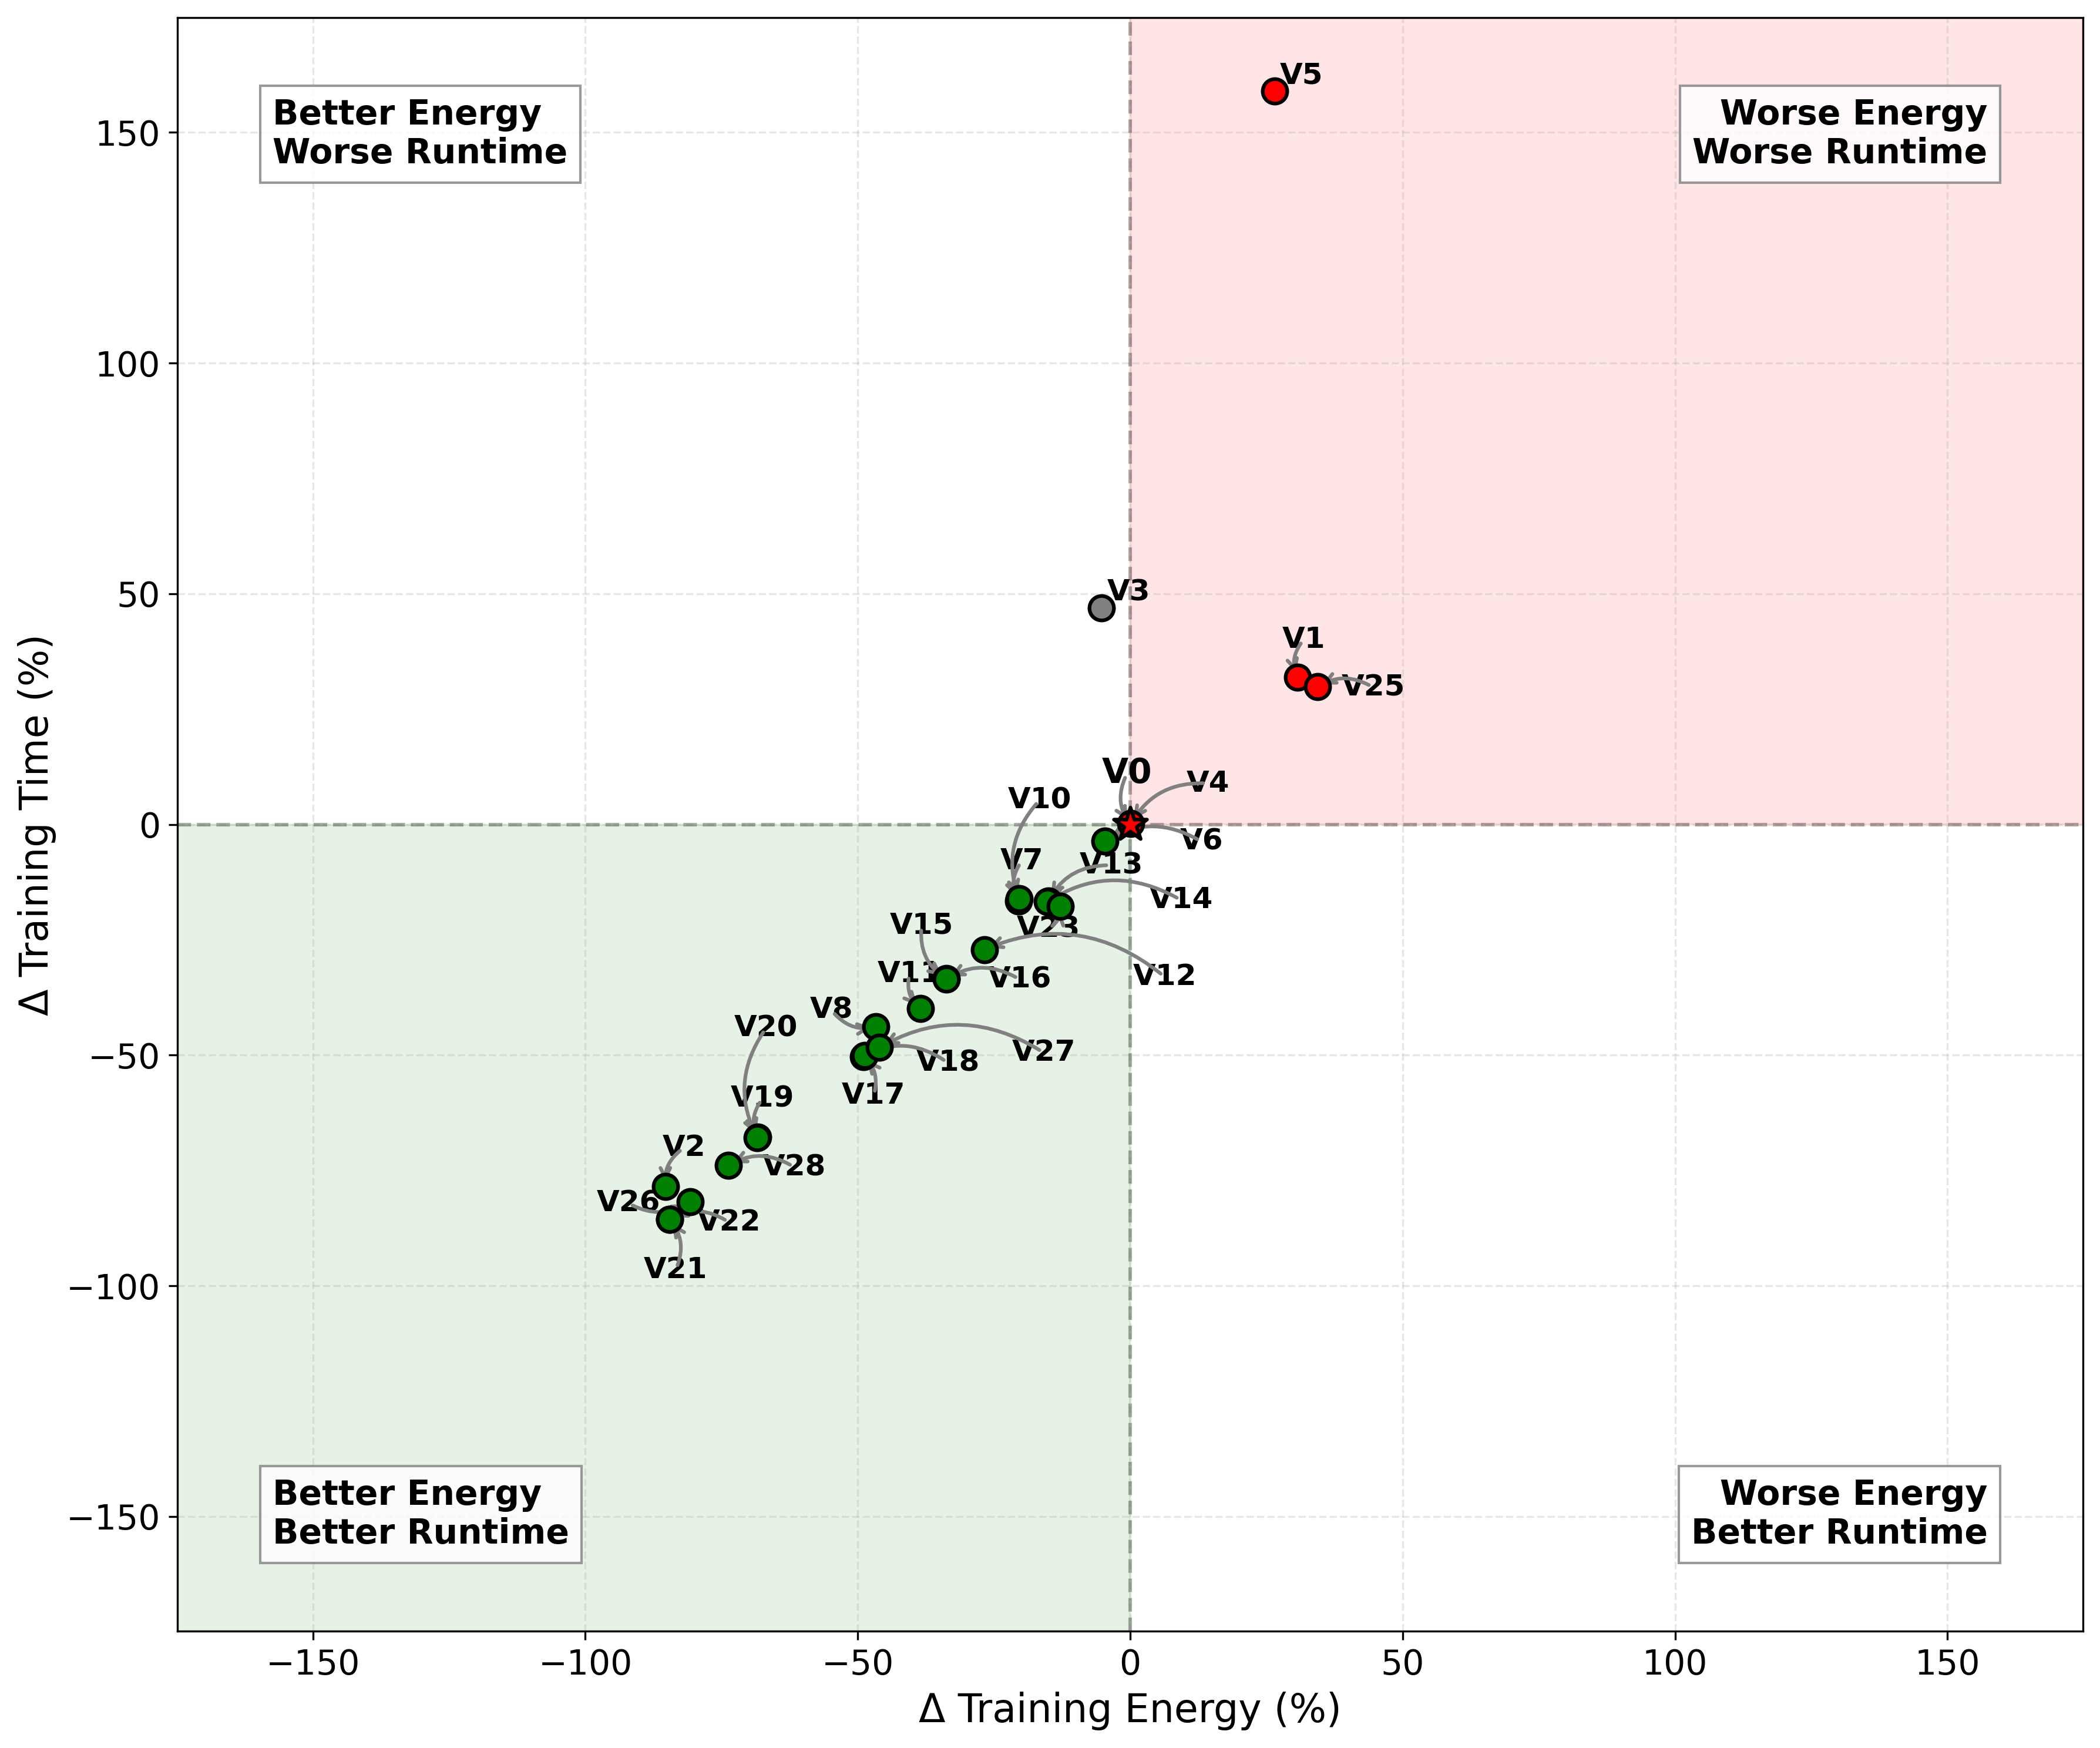 V5
Better Energy
Worse Runtime
Worse Energy
Worse Runtime
150
100
50
0
−50
−100
−150
V3
V1
V25
V0
V4
V10
V6
V7
V13
V14
V15
V23
V11
V16
V12
V8
V20
V18
V27
V17
V19
V2
V28
V26
V22
V21
Better Energy
Better Runtime
Worse Energy
Better Runtime
−150
−100
−50
0
50
100
150
Δ Training Energy (%)
Δ Training Time (%)